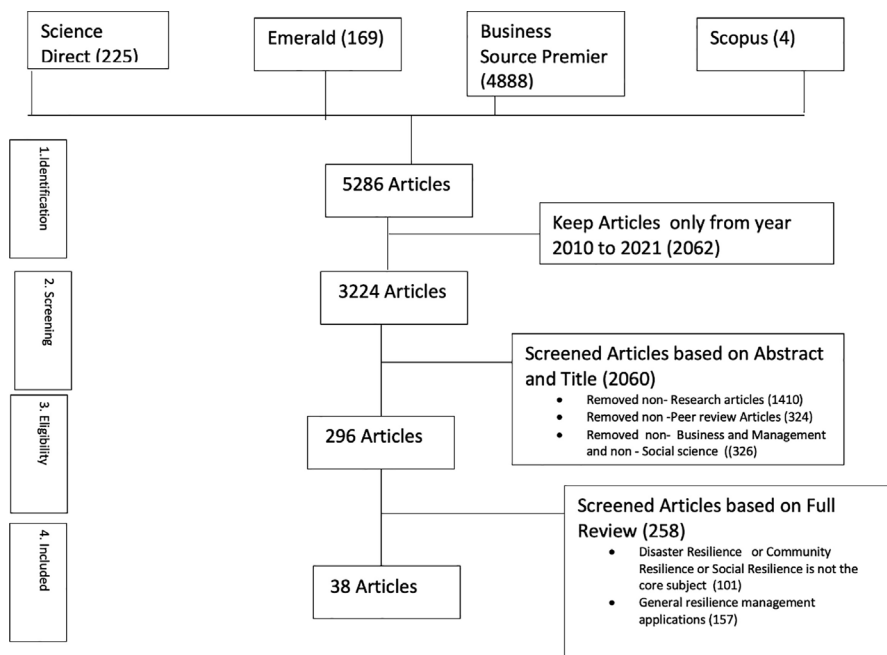 Science
Direct (225)
Emerald (169)
Business
Source Premier
(4888)
Scopus (4)
1.Identification
5286 Articles
Keep Articles only from year
2010 to 2021 (2062)
2. Screening
3224 Articles
Screened Articles based on Abstract
and Title (2060)
• Removed non- Research articles (1410)
• Removed non -Peer review Articles (324)
• Removed non- Business and Management
and non - Social science ((326)
3. Eligibility
296 Articles
Screened Articles based on Full
Review (258)
• Disaster Resilience or Community
Resilience or Social Resilience is not the
core subject (101)
• General resilience management
applications (157)
4. Included
38 Articles